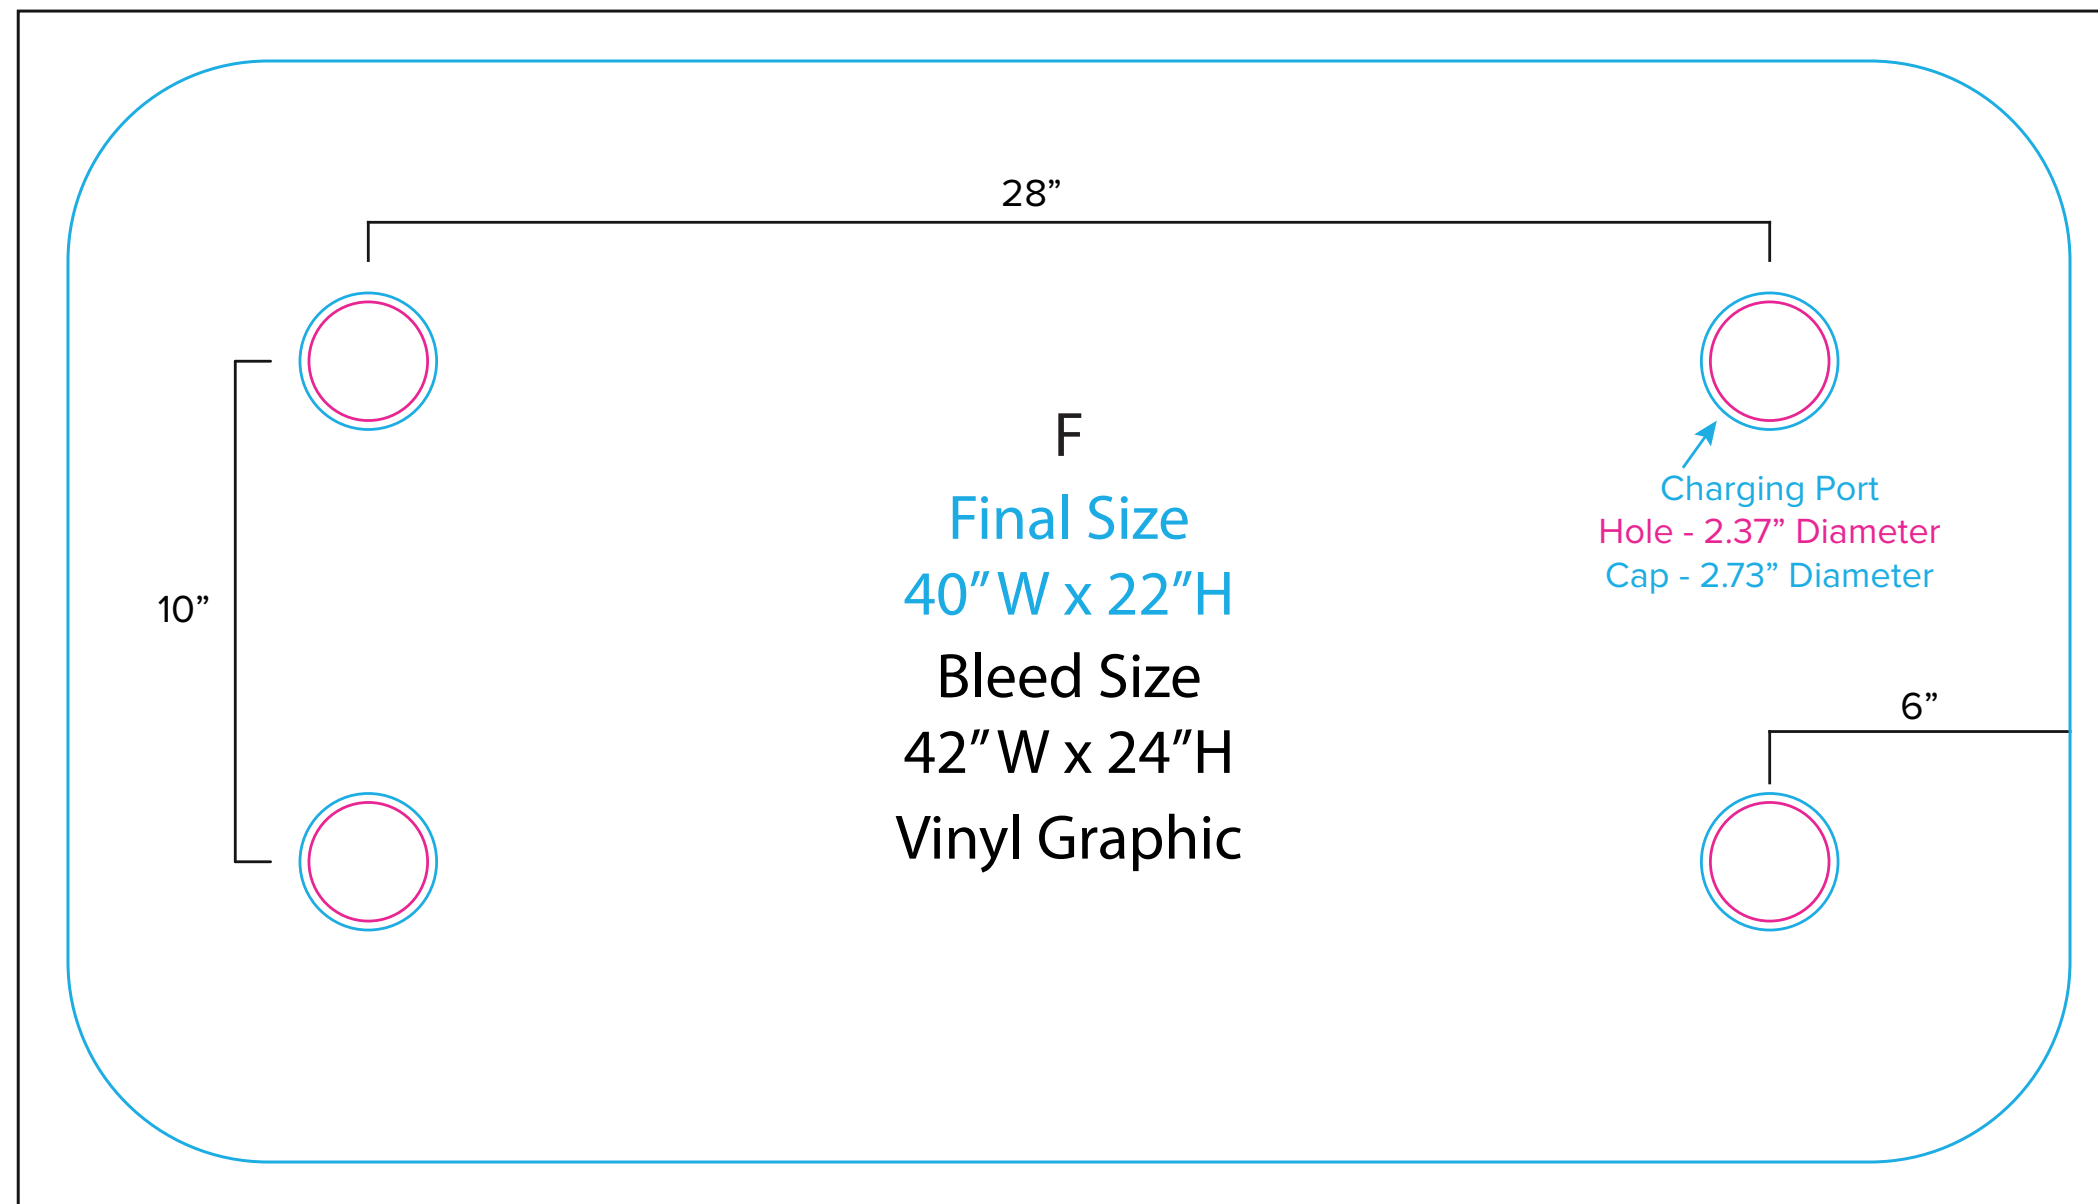 28”
F
Final Size
40” W x 22”H
Bleed Size
42” W x 24”H
Vinyl Graphic
10”
Charging Port
Hole - 2.37” Diameter
Cap - 2.73” Diameter
6”